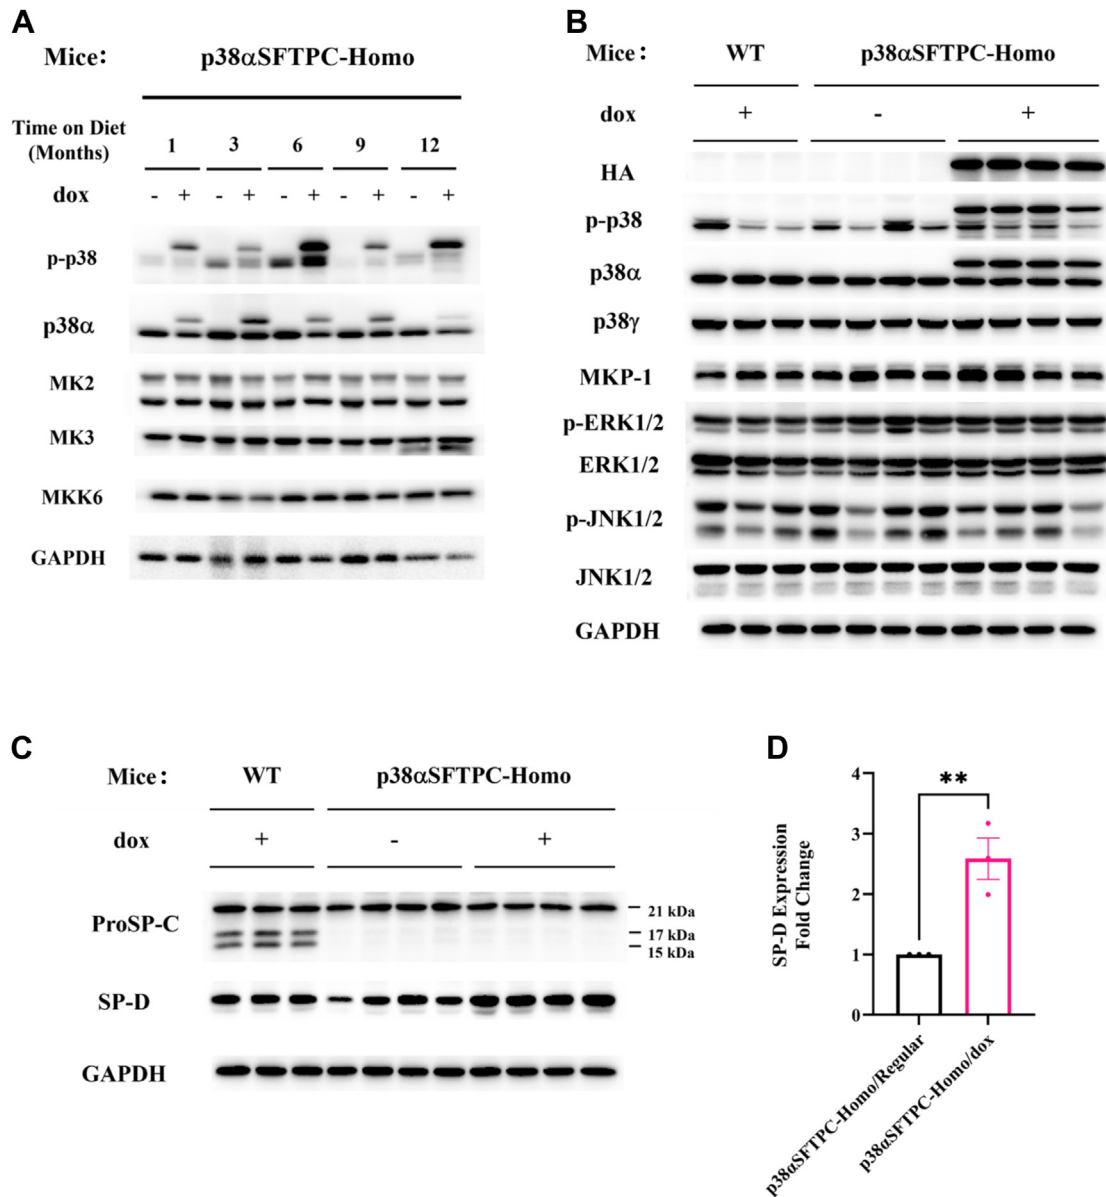 A
Mice: p38αSFTPC-Homo
Time on Diet
(Months)
1 3 6 9 12
dox - + - + - + - + - +
p-p38
p38α
MK2
MK3
MKK6
GAPDH
B
Mice: WT p38αSFTPC-Homo
dox + - +
HA
p-p38
p38α
p38γ
MKP-1
p-ERK1/2
ERK1/2
p-JNK1/2
JNK1/2
GAPDH
C
Mice: WT p38αSFTPC-Homo
dox + - +
ProSP-C
21 kDa
17 kDa
15 kDa
SP-D
GAPDH
D
SP-D Expression
Fold Change
4
3
2
1
0
**
p38αSFTPC-Homo/Regular
p38αSFTPC-Homo/dox